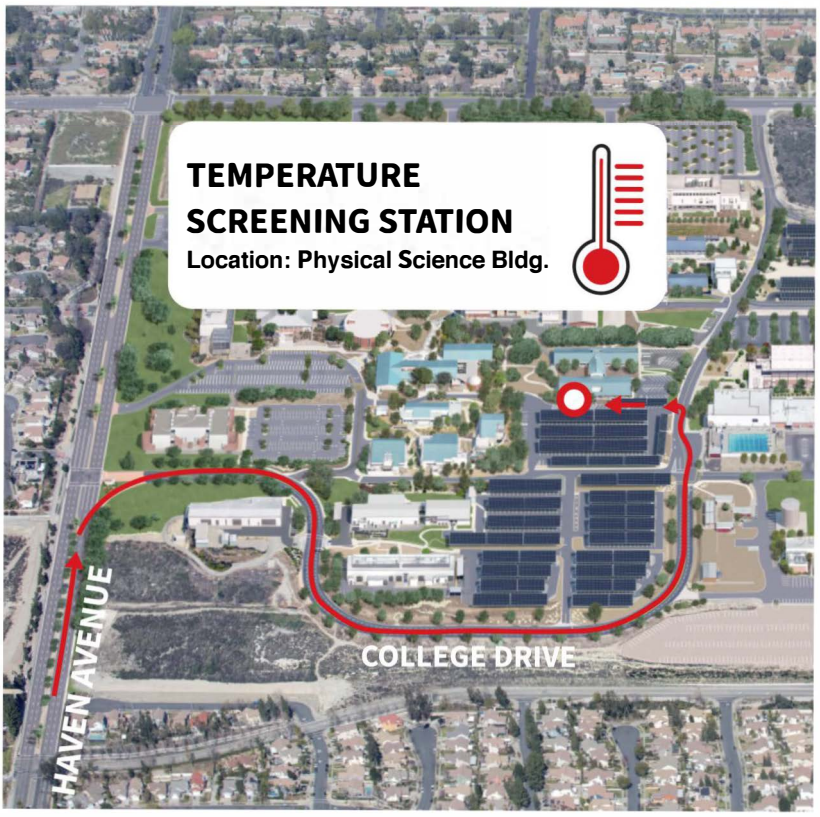 TEMPERATURE
SCREENING STATION
Location: Physical Science Bldg.
HAVEN AVENUE
COLLEGE DRIVE